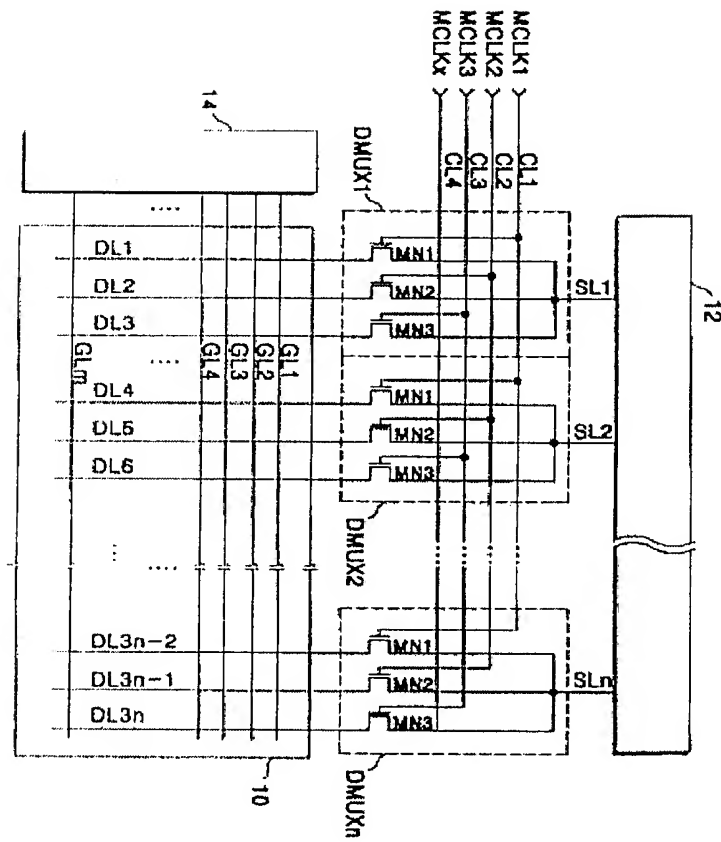 MCLK1
MCLK2
MCLK3
MCLKx
CL1
CL2
CL3
CL4
14
12
10
DMUX1
DMUX2
DMUXn
MN1
MN2
MN3
MN1
MN2
MN3
MN1
MN2
MN3
SL1
SL2
SLn
DL1
DL2
DL3
....
DL4
DL5
DL6
...
....
DL3n-2
DL3n-1
DL3n
....
GL1
GL2
GL3
GL4
GLm